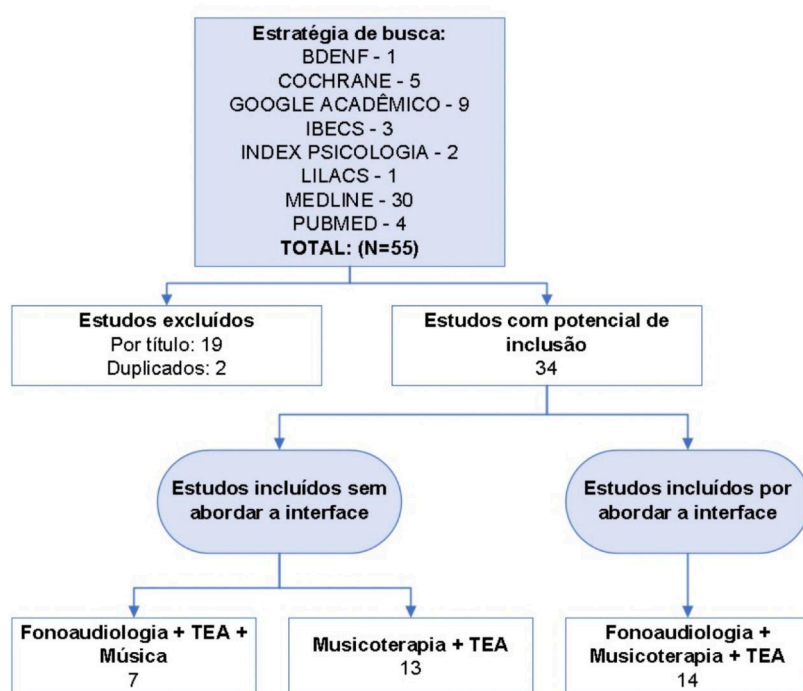 Estratégia de busca:
BDENF - 1
COCHRANE - 5
GOOGLE ACADÊMICO - 9
IBECS - 3
INDEX PSICOLOGIA - 2
LILACS - 1
MEDLINE - 30
PUBMED - 4
TOTAL: (N=55)
Estudos excluídos
Por título: 19
Duplicados: 2
Estudos com potencial de
inclusão
34
Estudos incluídos sem
abordar a interface
Estudos incluídos por
abordar a interface
Fonoaudiologia + TEA +
Música
7
Musicoterapia + TEA
13
Fonoaudiologia +
Musicoterapia + TEA
14